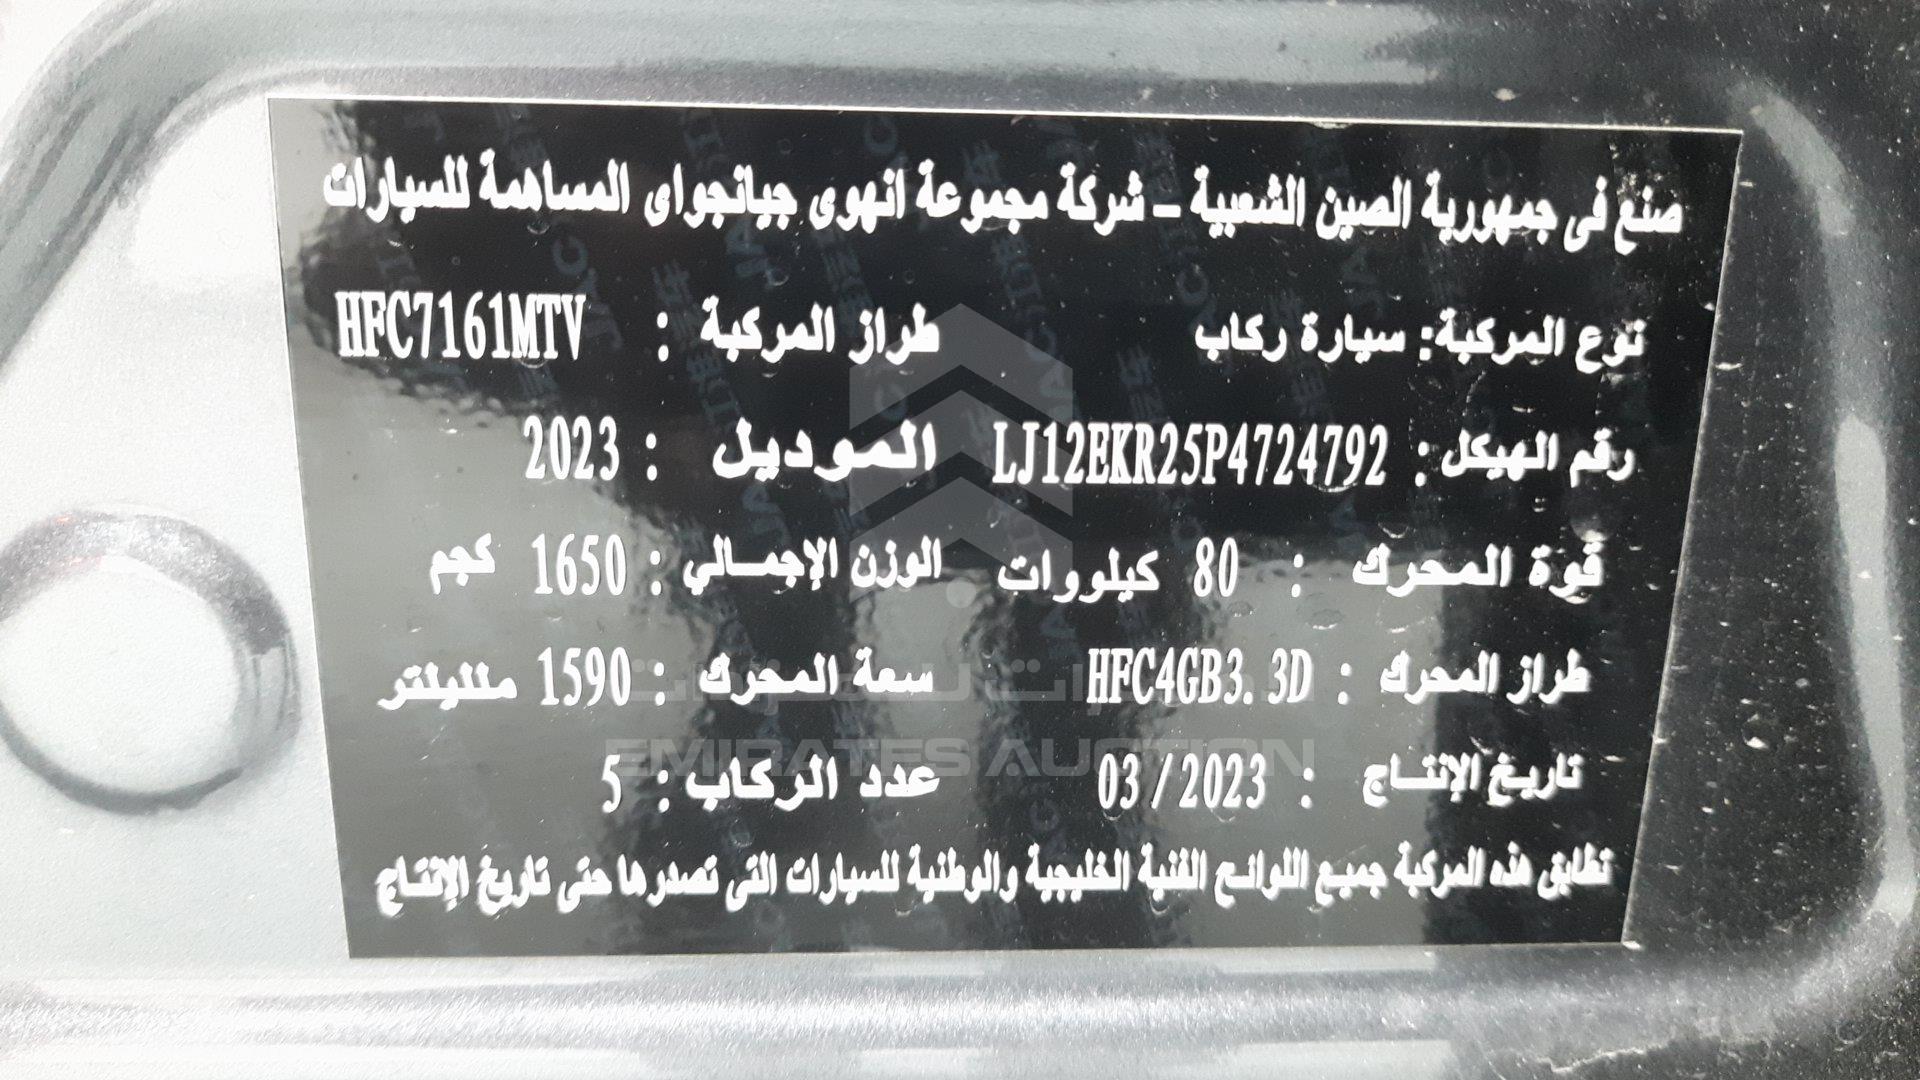 صنع فى جمهورية الصين الشعبية - شركة مجموعة انهوى جيانجواى المساهمة للسيارات
نوع المركبة: سيارة ركاب طراز المركبة : HFC7161MTV
رقم الهيكل : LJ12EKR25P4724792 الموديل : 2023
قوة المحرك : 80 كيلووات الوزن الإجمالي : 1650 كجم
طراز المحرك : HFC4GB3.3D سعة المحرك : 1590 ملليلتر
تاريخ الإنتاج : 03/2023 عدد الركاب : 5
تطابق هذه المركبة جميع اللوائح الفنية الخليجية والوطنية للسيارات التى تصدرها حتى تاريخ الإنتاج
EMIRATES AUCTION